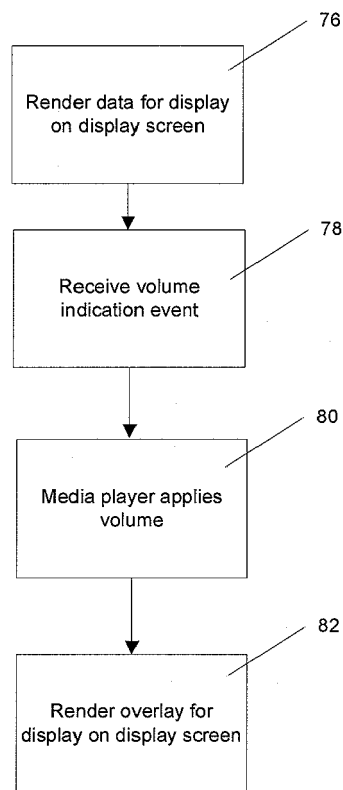 76
Render data for display
on display screen
78
Receive volume
indication event
80
Media player applies
volume
82
Render overlay for
display on display screen